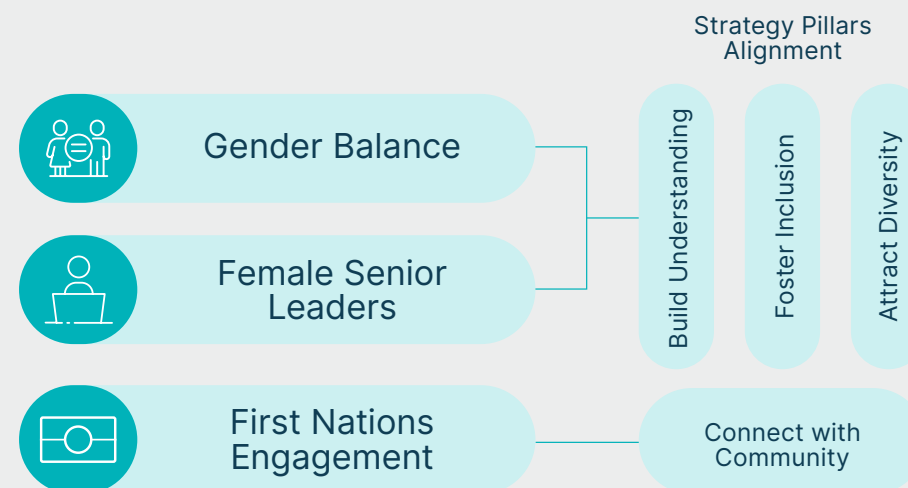 Strategy Pillars
Alignment
Gender Balance
Female Senior
Leaders
Build Understanding
Foster Inclusion
Attract Diversity
First Nations
Engagement
Connect with
Community